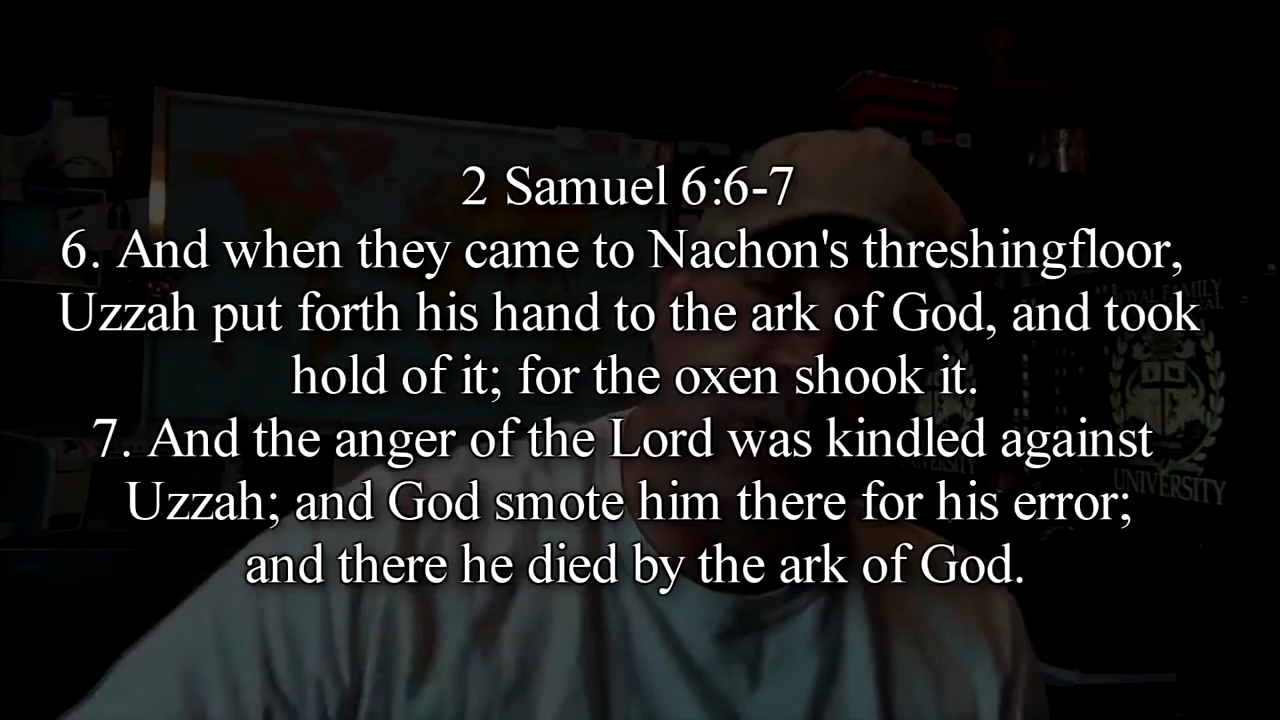 2 Samuel 6:6-7
6. And when they came to Nachon's threshingfloor,
Uzzah put forth his hand to the ark of God, and took
hold of it; for the oxen shook it.
7. And the anger of the Lord was kindled against
Uzzah; and God smote him there for his error;
and there he died by the ark of God.
ROYAL FAMILY
UNIVERSITY